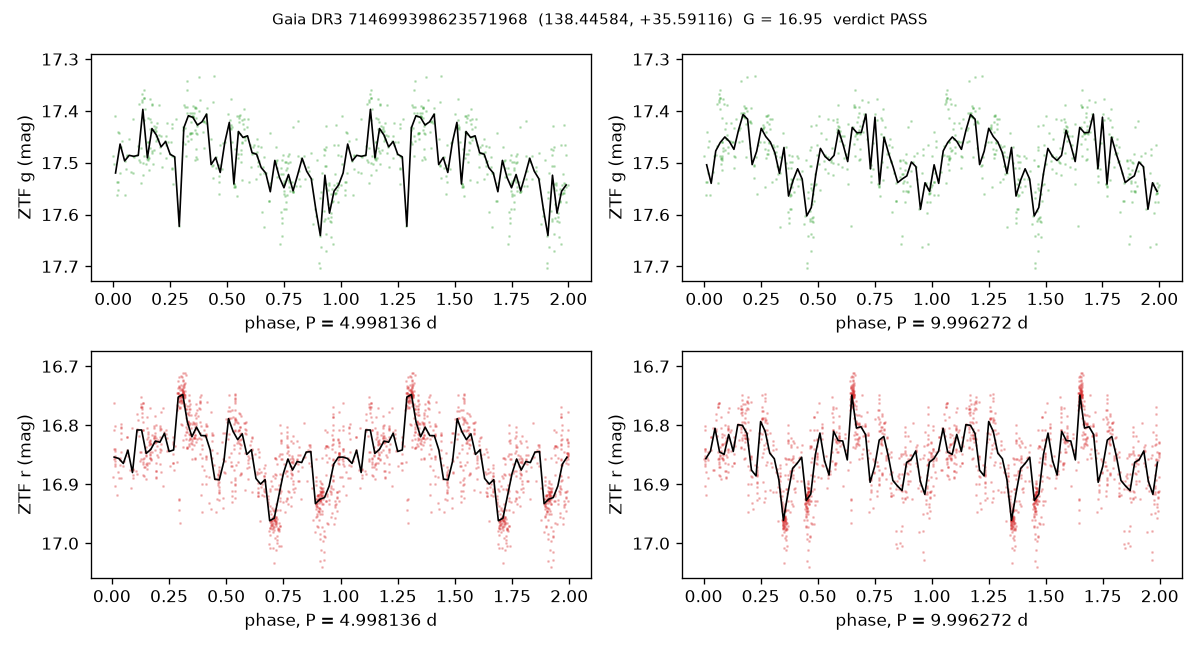 Gaia DR3 714699398623571968 (138.44584, +35.59116) G = 16.95 verdict PASS
ZTF g (mag)
17.3
17.4
17.5
17.6
17.7
0.00 0.25 0.50 0.75 1.00 1.25 1.50 1.75 2.00
phase, P = 4.998136 d
ZTF g (mag)
17.3
17.4
17.5
17.6
17.7
0.00 0.25 0.50 0.75 1.00 1.25 1.50 1.75 2.00
phase, P = 9.996272 d
ZTF r (mag)
16.7
16.8
16.9
17.0
0.00 0.25 0.50 0.75 1.00 1.25 1.50 1.75 2.00
phase, P = 4.998136 d
ZTF r (mag)
16.7
16.8
16.9
17.0
0.00 0.25 0.50 0.75 1.00 1.25 1.50 1.75 2.00
phase, P = 9.996272 d